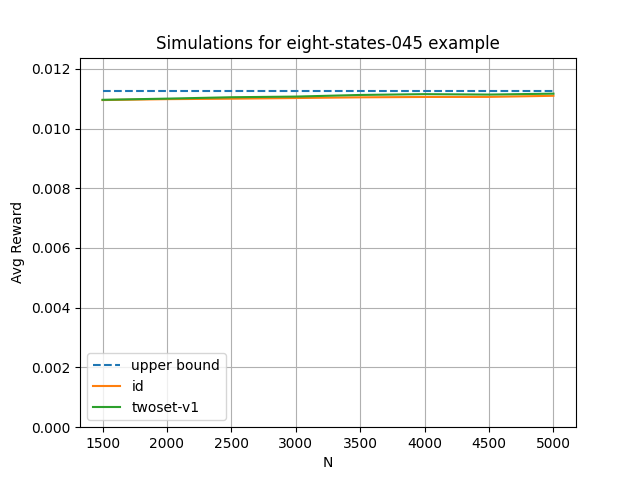 Simulations for eight-states-045 example
0.012
0.010
0.008
0.006
0.004
0.002
0.000
Avg Reward
upper bound
id
twoset-v1
1500 2000 2500 3000 3500 4000 4500 5000
N